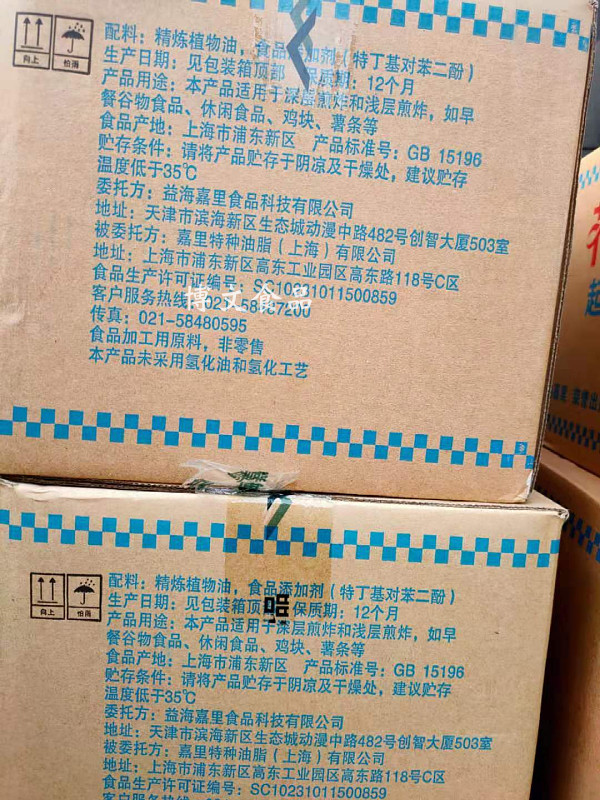 向上
怕雨
配料：精炼植物油，食品添加剂（特丁基对苯二酚）
生产日期：见包装箱顶部 保质期：12个月
产品用途：本产品适用于深层煎炸和浅层煎炸，如早
餐谷物食品、休闲食品、鸡块、薯条等
食品产地：上海市浦东新区 产品标准号：GB 15196
贮存条件：请将产品贮存于阴凉及干燥处，建议贮存
温度低于35℃
委托方：益海嘉里食品科技有限公司
地址：天津市滨海新区生态城动漫中路482号创智大厦503室
被委托方：嘉里特种油脂（上海）有限公司
地址：上海市浦东新区高东工业园区高东路118号C区
食品生产许可证编号：SC10231011500859
客户服务热线：021-58487200
博文食品
传真：021-58480595
食品加工用原料，非零售
本产品未采用氢化油和氢化工艺
向上
怕雨
配料：精炼植物油，食品添加剂（特丁基对苯二酚）
生产日期：见包装箱顶部 保质期：12个月
产品用途：本产品适用于深层煎炸和浅层煎炸，如早
餐谷物食品、休闲食品、鸡块、薯条等
食品产地：上海市浦东新区 产品标准号：GB 15196
贮存条件：请将产品贮存于阴凉及干燥处，建议贮存
温度低于35℃
委托方：益海嘉里食品科技有限公司
地址：天津市滨海新区生态城动漫中路482号创智大厦503室
被委托方：嘉里特种油脂（上海）有限公司
地址：上海市浦东新区高东工业园区高东路118号C区
食品生产许可证编号：SC10231011500859